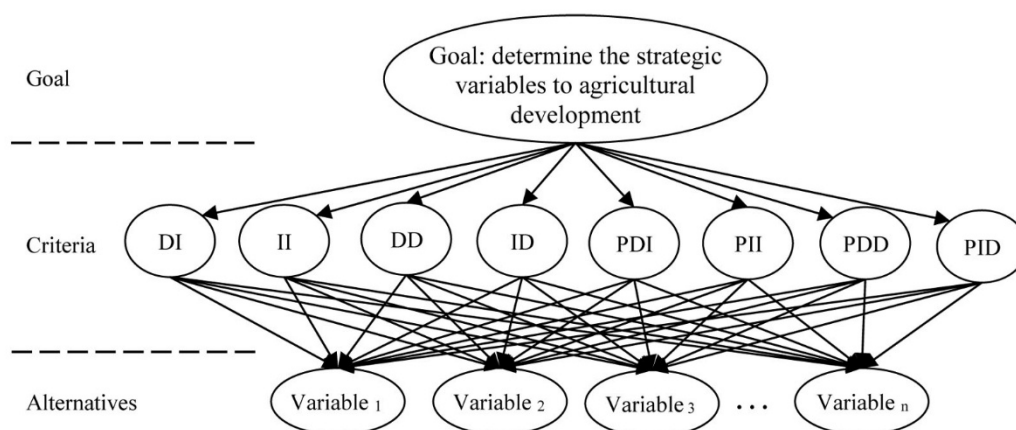 Goal
Goal: determine the strategic
variables to agricultural
development
Criteria
DI
II
DD
ID
PDI
PII
PDD
PID
Alternatives
Variable 1
Variable 2
Variable 3
...
Variable n